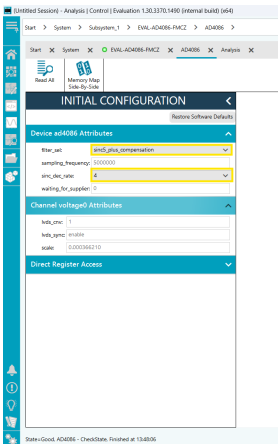 [Untitled Session] - Analysis | Control | Evaluation 1.30.3370.1490 (internal build) (x64)
Start > System > Subsystem_1 > EVAL-AD4086-FMCZ > AD4086 >
Start × System × EVAL-AD4086-FMCZ × AD4086 × Analysis ×
Read All
Memory Map
Side-By-Side
INITIAL CONFIGURATION
Restore Software Defaults
Device ad4086 Attributes
filter_sel: sinc5_plus_compensation
sampling_frequency: 5000000
sinc_dec_rate: 4
waiting_for_supplier: 0
Channel voltage0 Attributes
lvds_cnv: 1
lvds_sync: enable
scale: 0.000366210
Direct Register Access
State=Good, AD4086 - CheckState, Finished at 13:48:06